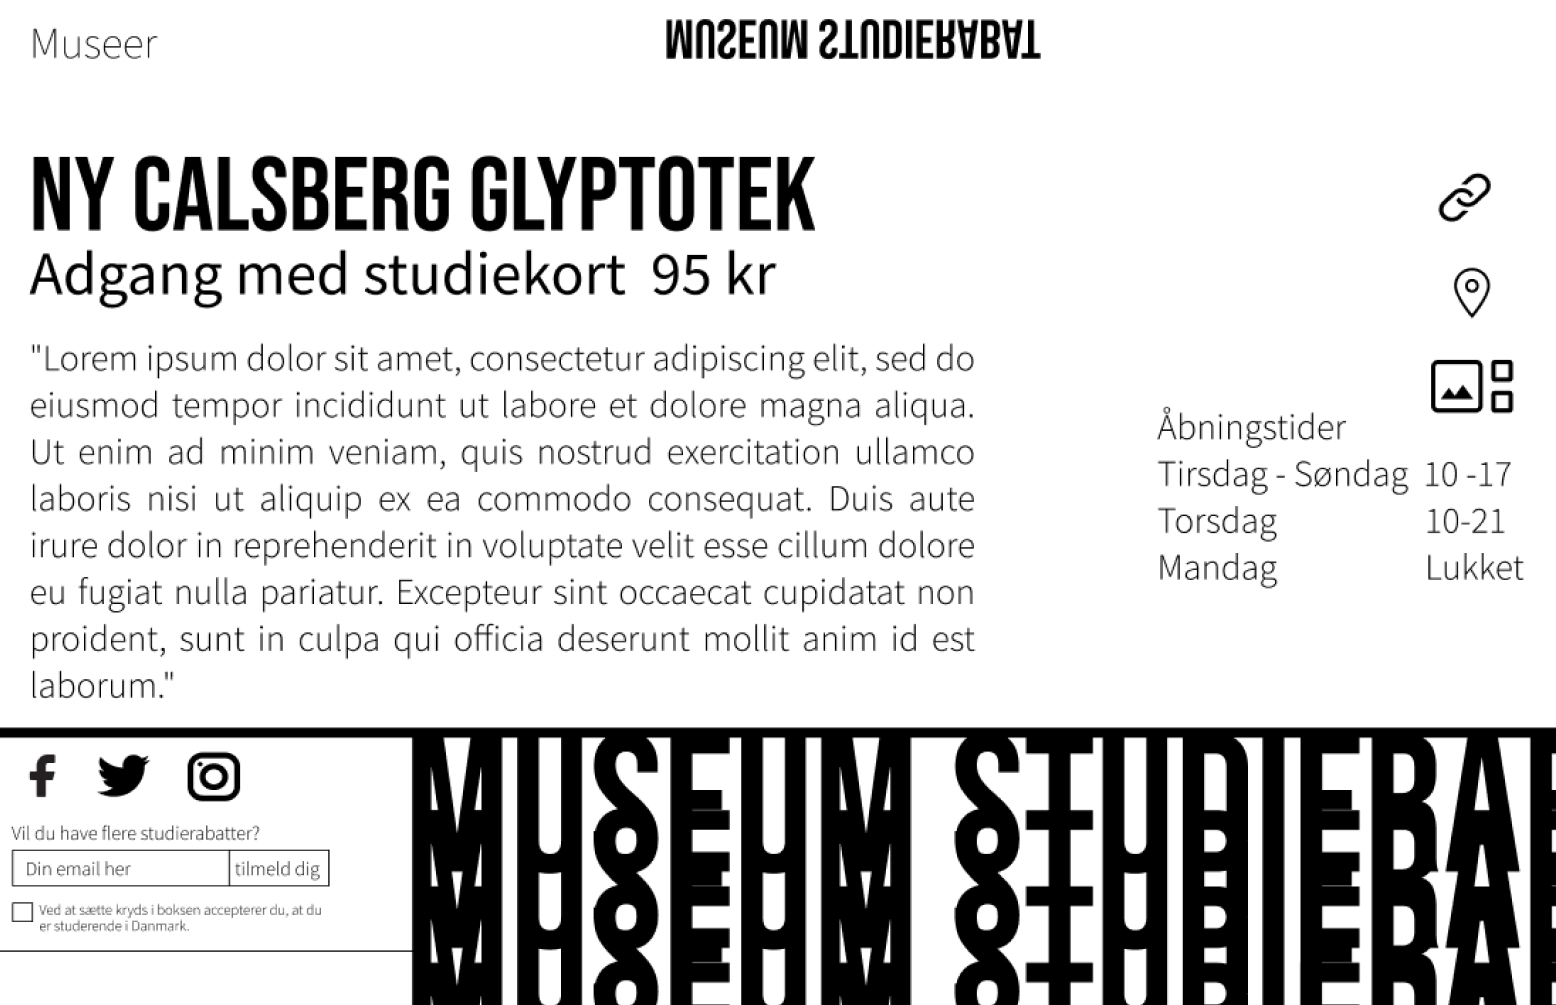 Museer
MUSEUM STUDIERABAT
NY CALSBERG GLYPTOTEK
Adgang med studiekort 95 kr
"Lorem ipsum dolor sit amet, consectetur adipiscing elit, sed do
eiusmod tempor incididunt ut labore et dolore magna aliqua.
Ut enim ad minim veniam, quis nostrud exercitation ullamco
laboris nisi ut aliquip ex ea commodo consequat. Duis aute
irure dolor in reprehenderit in voluptate velit esse cillum dolore
eu fugiat nulla pariatur. Excepteur sint occaecat cupidatat non
proident, sunt in culpa qui officia deserunt mollit anim id est
laborum."
Åbningstider
Tirsdag - Søndag 10 -17
Torsdag 10-21
Mandag Lukket
Vil du have flere studierabatter?
Din email her tilmeld dig
Ved at sætte kryds i boksen accepterer du, at du
er studerende i Danmark.
MUSEUM STUDIERA